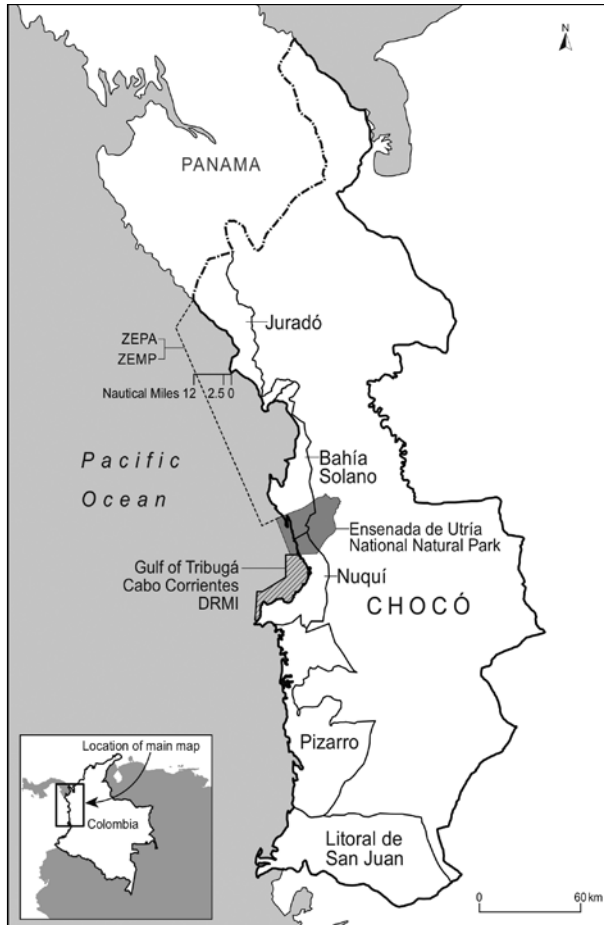 N
PANAMA
Juradó
ZEPA
ZEMP
Nautical Miles 12 .2.5 0
Pacific
Ocean
Bahía
Solano
Ensenada de Utría
National Natural Park
Gulf of Tribugá
Cabo Corrientes
DRMI
Nuquí
CHOCÓ
Pizarro
Litoral de
San Juan
Location of main map
Colombia
0 60 km